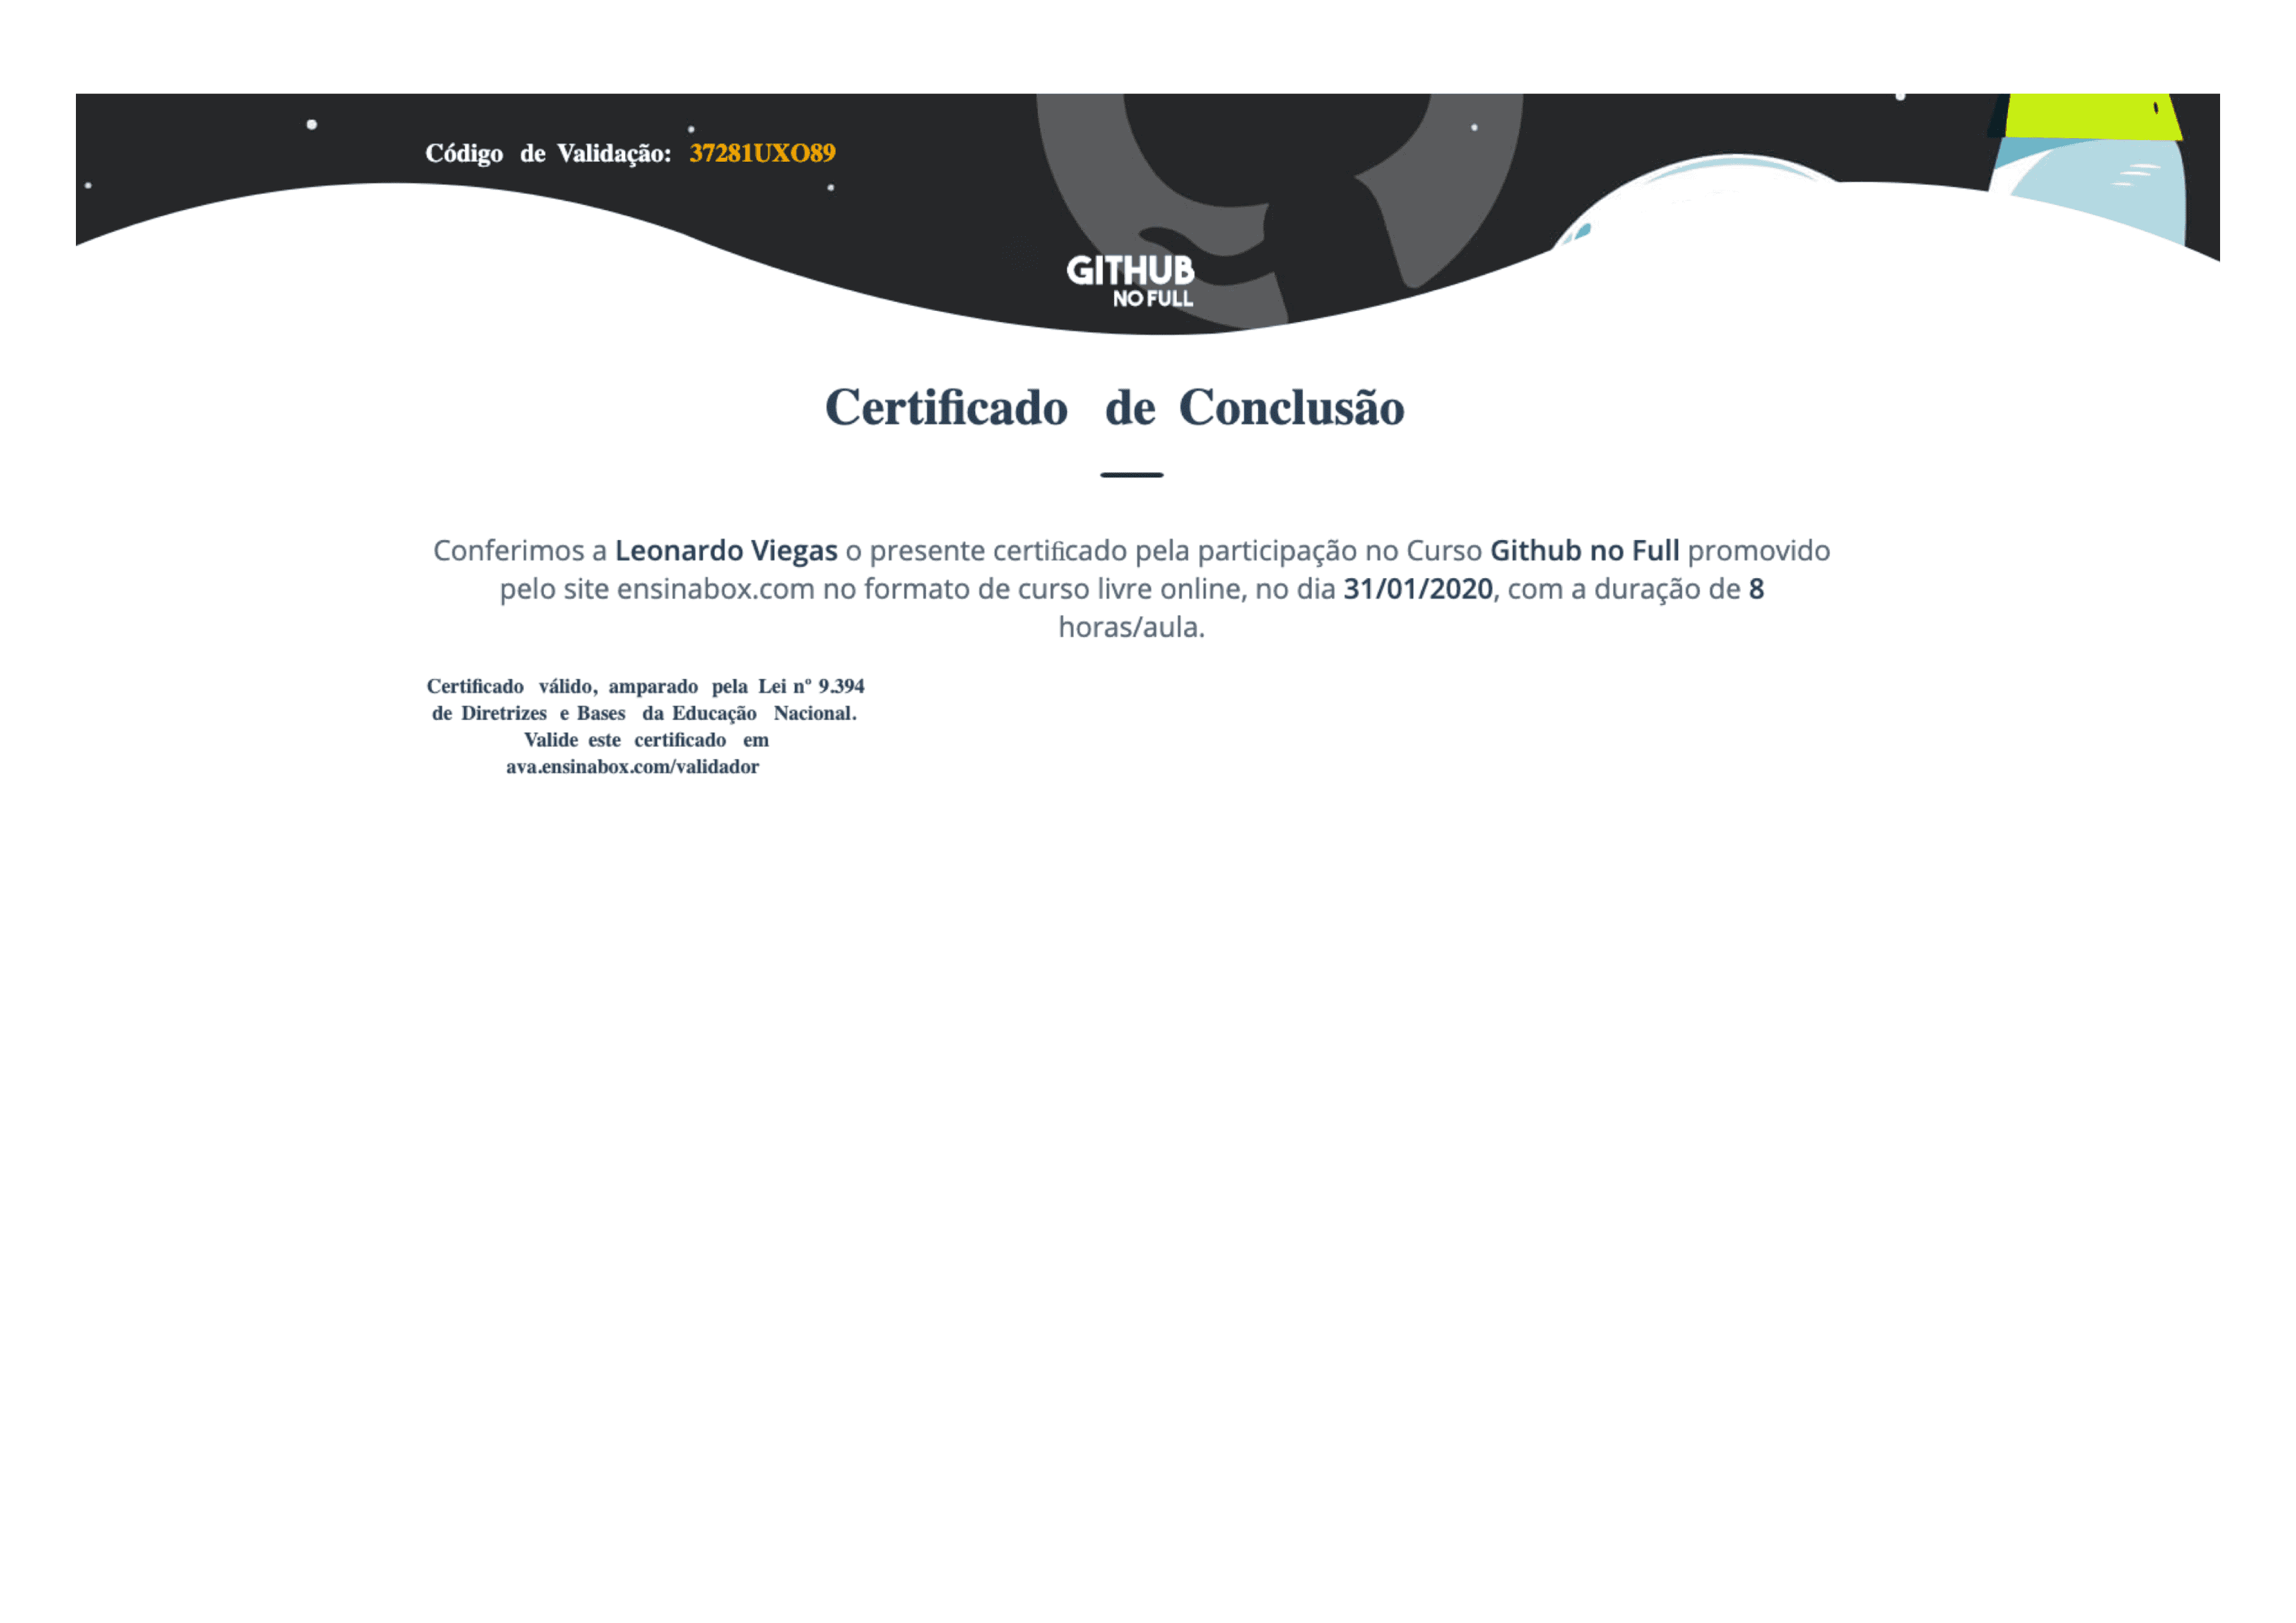 Código de Validação: 37281UXO89
GITHUB
NO FULL
Certificado de Conclusão
Conferimos a Leonardo Viegas o presente certificado pela participação no Curso Github no Full promovido
pelo site ensinabox.com no formato de curso livre online, no dia 31/01/2020, com a duração de 8
horas/aula.
Certificado válido, amparado pela Lei nº 9.394
de Diretrizes e Bases da Educação Nacional.
Valide este certificado em
ava.ensinabox.com/validador